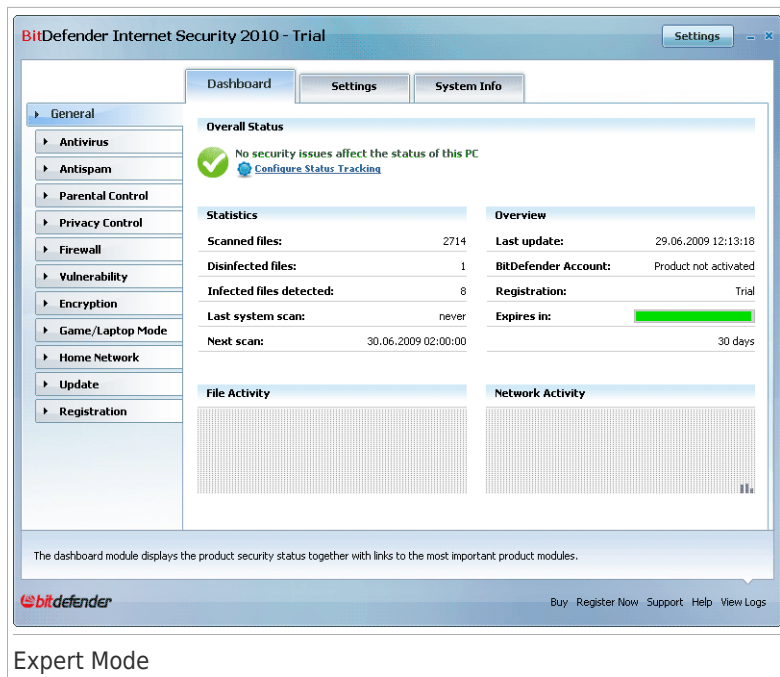 BitDefender Internet Security 2010 - Trial
Settings
Dashboard
Settings
System Info
General
Antivirus
Antispam
Parental Control
Privacy Control
Firewall
Vulnerability
Encryption
Game/Laptop Mode
Home Network
Update
Registration
Overall Status
No security issues affect the status of this PC
Configure Status Tracking
Statistics
Scanned files: 2714
Disinfected files: 1
Infected files detected: 8
Last system scan: never
Next scan: 30.06.2009 02:00:00
Overview
Last update: 29.06.2009 12:13:18
BitDefender Account: Product not activated
Registration: Trial
Expires in:
30 days
File Activity
Network Activity
The dashboard module displays the product security status together with links to the most important product modules.
bitdefender
Buy Register Now Support Help View Logs
Expert Mode